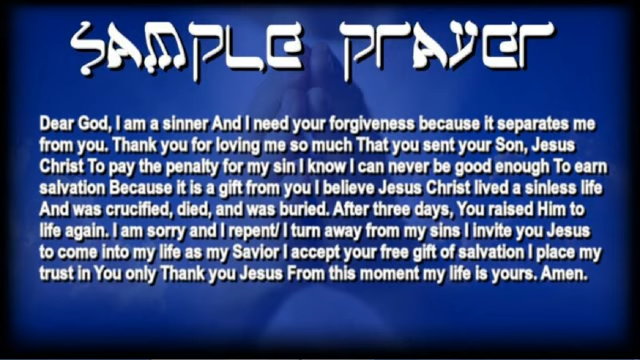 SAMPLE PRAYER
Dear God, I am a sinner And I need your forgiveness because it separates me
from you. Thank you for loving me so much That you sent your Son, Jesus
Christ To pay the penalty for my sin I know I can never be good enough To earn
salvation Because it is a gift from you I believe Jesus Christ lived a sinless life
And was crucified, died, and was buried. After three days, You raised Him to
life again. I am sorry and I repent/ I turn away from my sins I invite you Jesus
to come into my life as my Savior I accept your free gift of salvation I place my
trust in You only Thank you Jesus From this moment my life is yours. Amen.